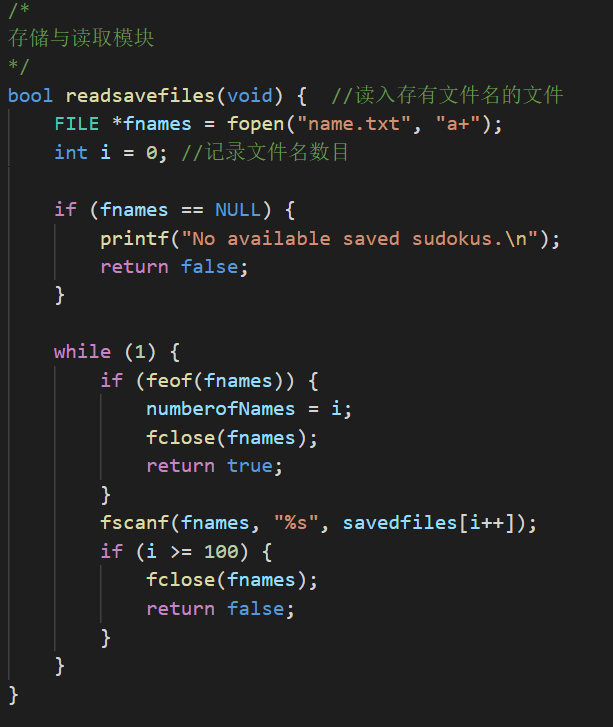 /*
存储与读取模块
*/
bool readsavefiles(void) {  //读入存有文件名的文件
    FILE *fnames = fopen("name.txt", "a+");
    int i = 0; //记录文件名数目

    if (fnames == NULL) {
        printf("No available saved sudokus.\n");
        return false;
    }

    while (1) {
        if (feof(fnames)) {
            numberofNames = i;
            fclose(fnames);
            return true;
        }
        fscanf(fnames, "%s", savedfiles[i++]);
        if (i >= 100) {
            fclose(fnames);
            return false;
        }
    }
}